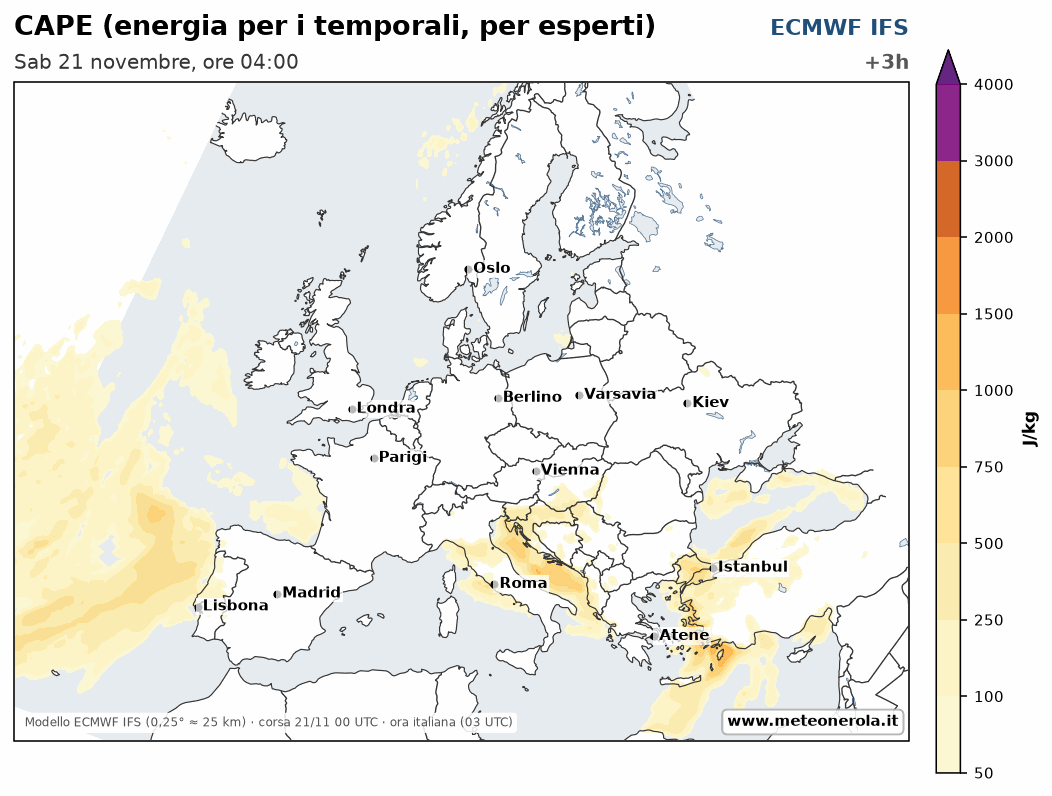 CAPE (energia per i temporali, per esperti)
ECMWF IFS
Sab 21 novembre, ore 04:00
+3h
4000
3000
2000
1500
1000
750
500
250
100
50
J/kg
Oslo
Londra
Berlino
Varsavia
Kiev
Parigi
Vienna
Istanbul
Roma
Madrid
Lisbona
Atene
Modello ECMWF IFS (0,25° ≈ 25 km) · corsa 21/11 00 UTC · ora italiana (03 UTC)
www.meteonerola.it